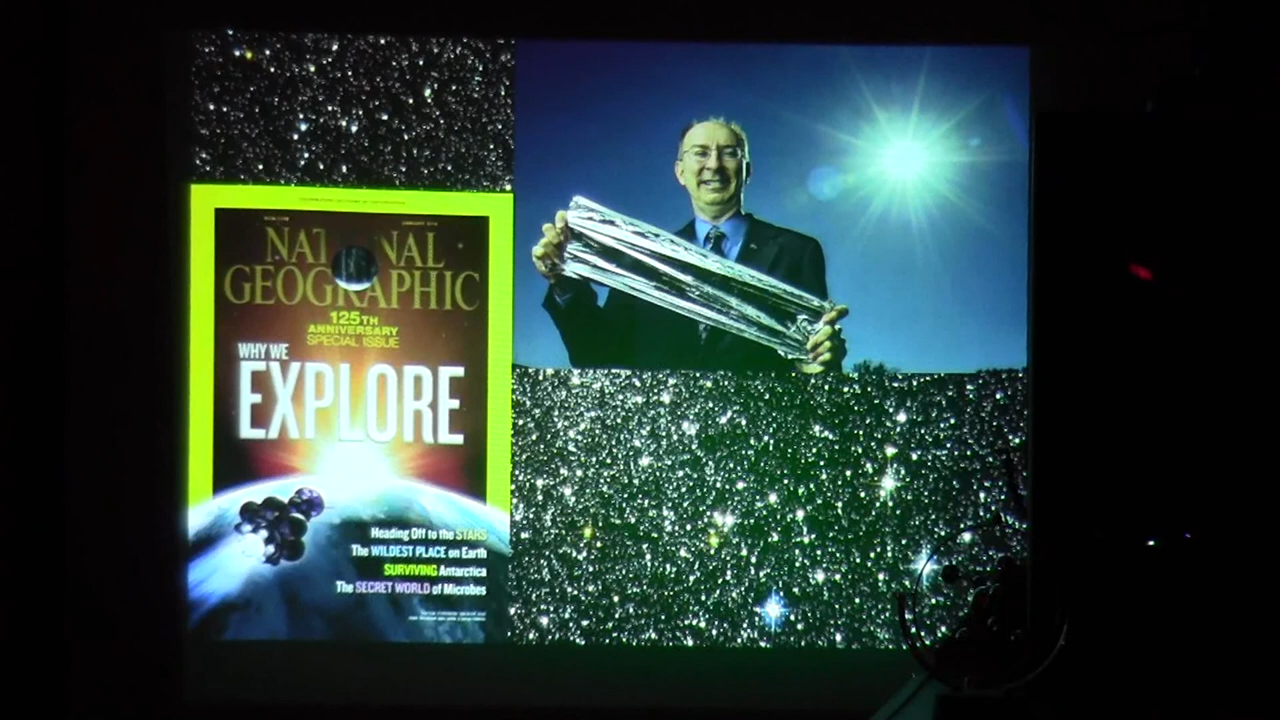 NATIONAL
GEOGRAPHIC
125TH
ANNIVERSARY
SPECIAL ISSUE
WHY WE
EXPLORE
Heading Off to the STARS
The WILDEST PLACE on Earth
SURVIVING Antarctica
The SECRET WORLD of Microbes